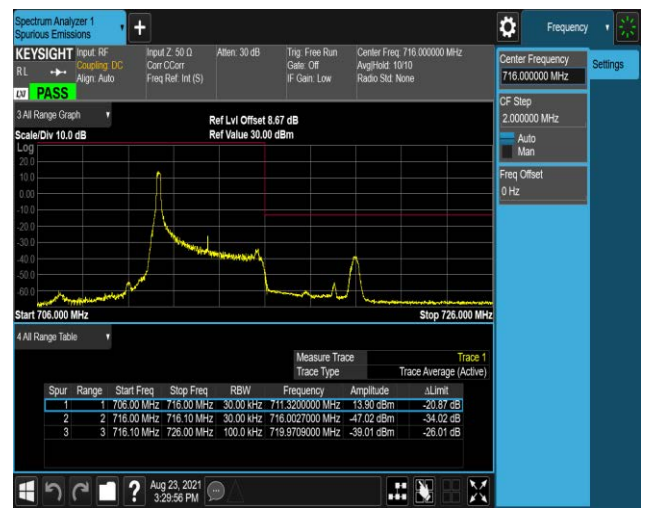 Spectrum Analyzer 1
Spurious Emissions
Frequency
KEYSIGHT Input: RF Input Z: 50 Ω Atten: 30 dB Trig: Free Run Center Freq: 716.000000 MHz
RL Coupling: DC Corr CCorr Gate: Off Avg|Hold: 10/10
Align: Auto Freq Ref: Int (S) IF Gain: Low Radio Std: None
LXI PASS
Center Frequency
716.000000 MHz
Settings
CF Step
2.000000 MHz
Auto
Man
Freq Offset
0 Hz
3 All Range Graph
Ref Lvl Offset 8.67 dB
Scale/Div 10.0 dB Ref Value 30.00 dBm
Log
20.0
10.0
0.00
-10.0
-20.0
-30.0
-40.0
-50.0
-60.0
Start 706.000 MHz Stop 726.000 MHz
4 All Range Table
Measure Trace Trace 1
Trace Type Trace Average (Active)
Spur Range Start Freq Stop Freq RBW Frequency Amplitude ΔLimit
1 1 706.00 MHz 716.00 MHz 30.00 kHz 711.3200000 MHz 13.90 dBm -20.87 dB
2 2 716.00 MHz 716.10 MHz 30.00 kHz 716.0027000 MHz -47.02 dBm -34.02 dB
3 3 716.10 MHz 726.00 MHz 100.0 kHz 719.9709000 MHz -39.01 dBm -26.01 dB
? Aug 23, 2021
3:29:56 PM